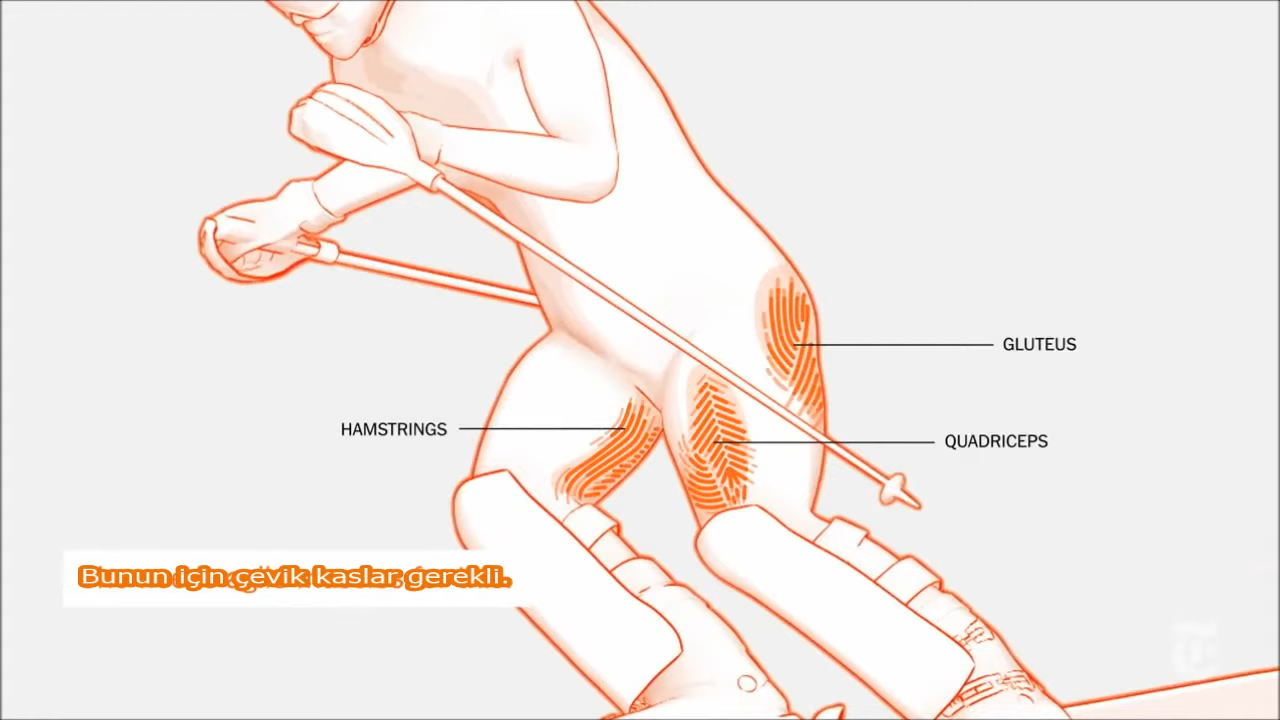 GLUTEUS
HAMSTRINGS
QUADRICEPS
Bunun için çevik kaslar gerekli.